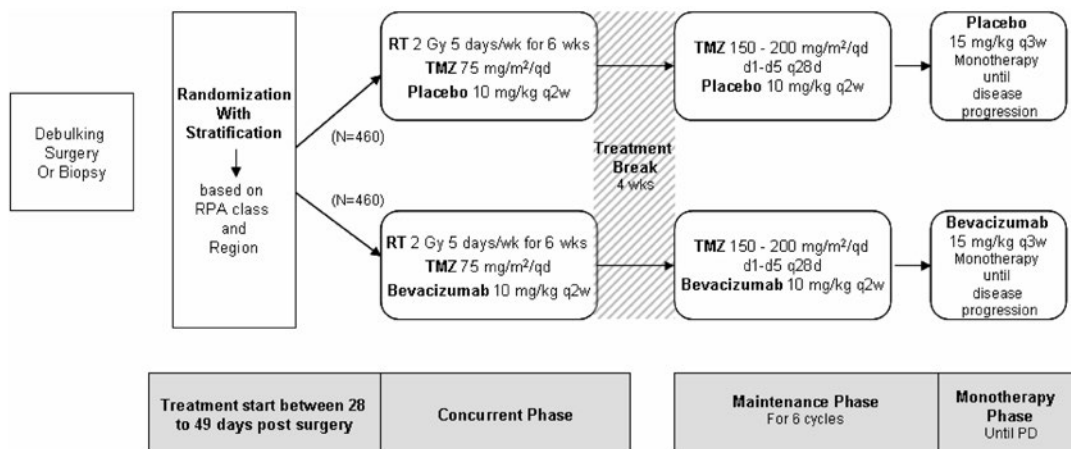 Debulking
Surgery
Or Biopsy
Randomization
With
Stratification
based on
RPA class
and
Region
(N=460)
(N=460)
RT 2 Gy 5 days/wk for 6 wks
TMZ 75 mg/m²/qd
Placebo 10 mg/kg q2w
RT 2 Gy 5 days/wk for 6 wks
TMZ 75 mg/m²/qd
Bevacizumab 10 mg/kg q2w
Treatment
Break
4 wks
TMZ 150 - 200 mg/m²/qd
d1-d5 q28d
Placebo 10 mg/kg q2w
TMZ 150 - 200 mg/m²/qd
d1-d5 q28d
Bevacizumab 10 mg/kg q2w
Placebo
15 mg/kg q3w
Monotherapy
until
disease
progression
Bevacizumab
15 mg/kg q3w
Monotherapy
until
disease
progression
Treatment start between 28
to 49 days post surgery
Concurrent Phase
Maintenance Phase
For 6 cycles
Monotherapy
Phase
Until PD